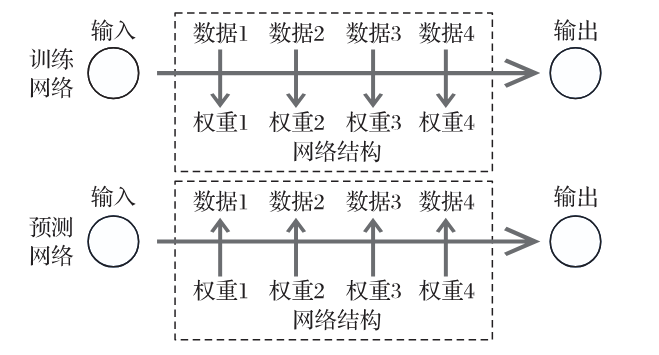 输入
数据1 数据2 数据3 数据4
输出
训练
网络
权重1 权重2 权重3 权重4
网络结构
输入
数据1 数据2 数据3 数据4
输出
预测
网络
权重1 权重2 权重3 权重4
网络结构